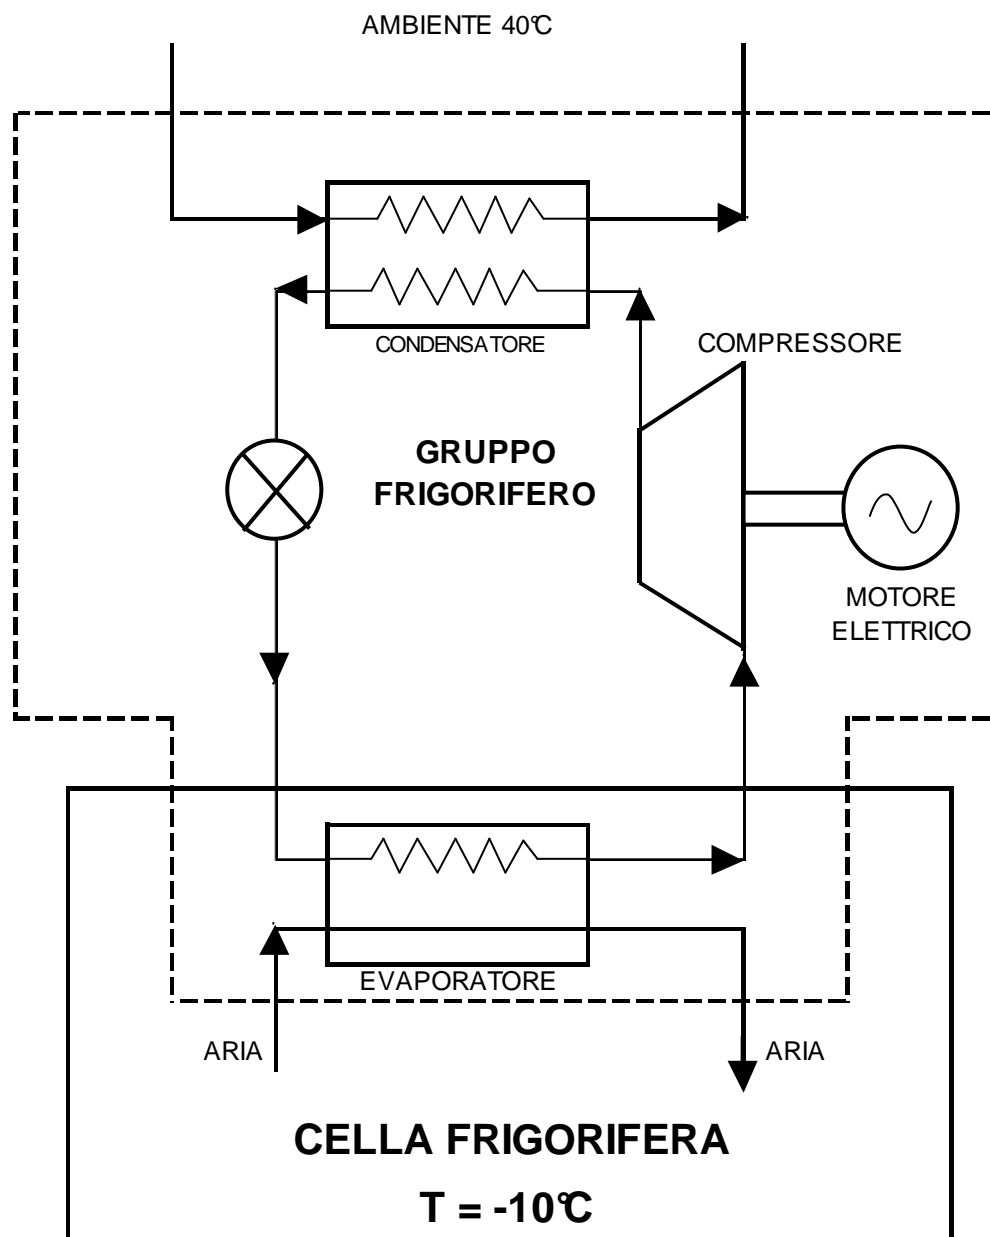 AMBIENTE 40°C
CONDENSATORE
COMPRESSORE
GRUPPO
FRIGORIFERO
MOTORE
ELETTRICO
EVAPORATORE
ARIA
ARIA
CELLA FRIGORIFERA
T = -10°C